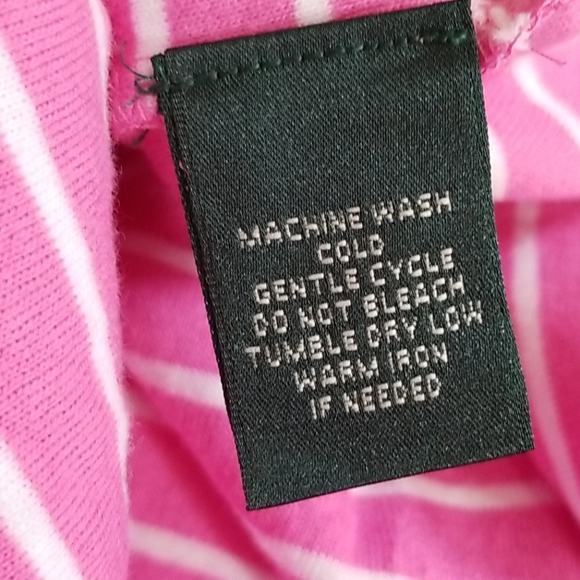 MACHINE WASH
COLD
GENTLE CYCLE
DO NOT BLEACH
TUMBLE DRY LOW
WARM IRON
IF NEEDED